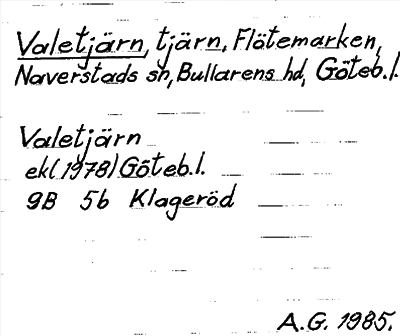 Valetjärn, tjärn, Flötemarken,
Naverstads sn, Bullarens hd, Göteb.l.
Valetjärn
ek(1978) Göteb.l.
9B 5b Klageröd
A.G. 1985.